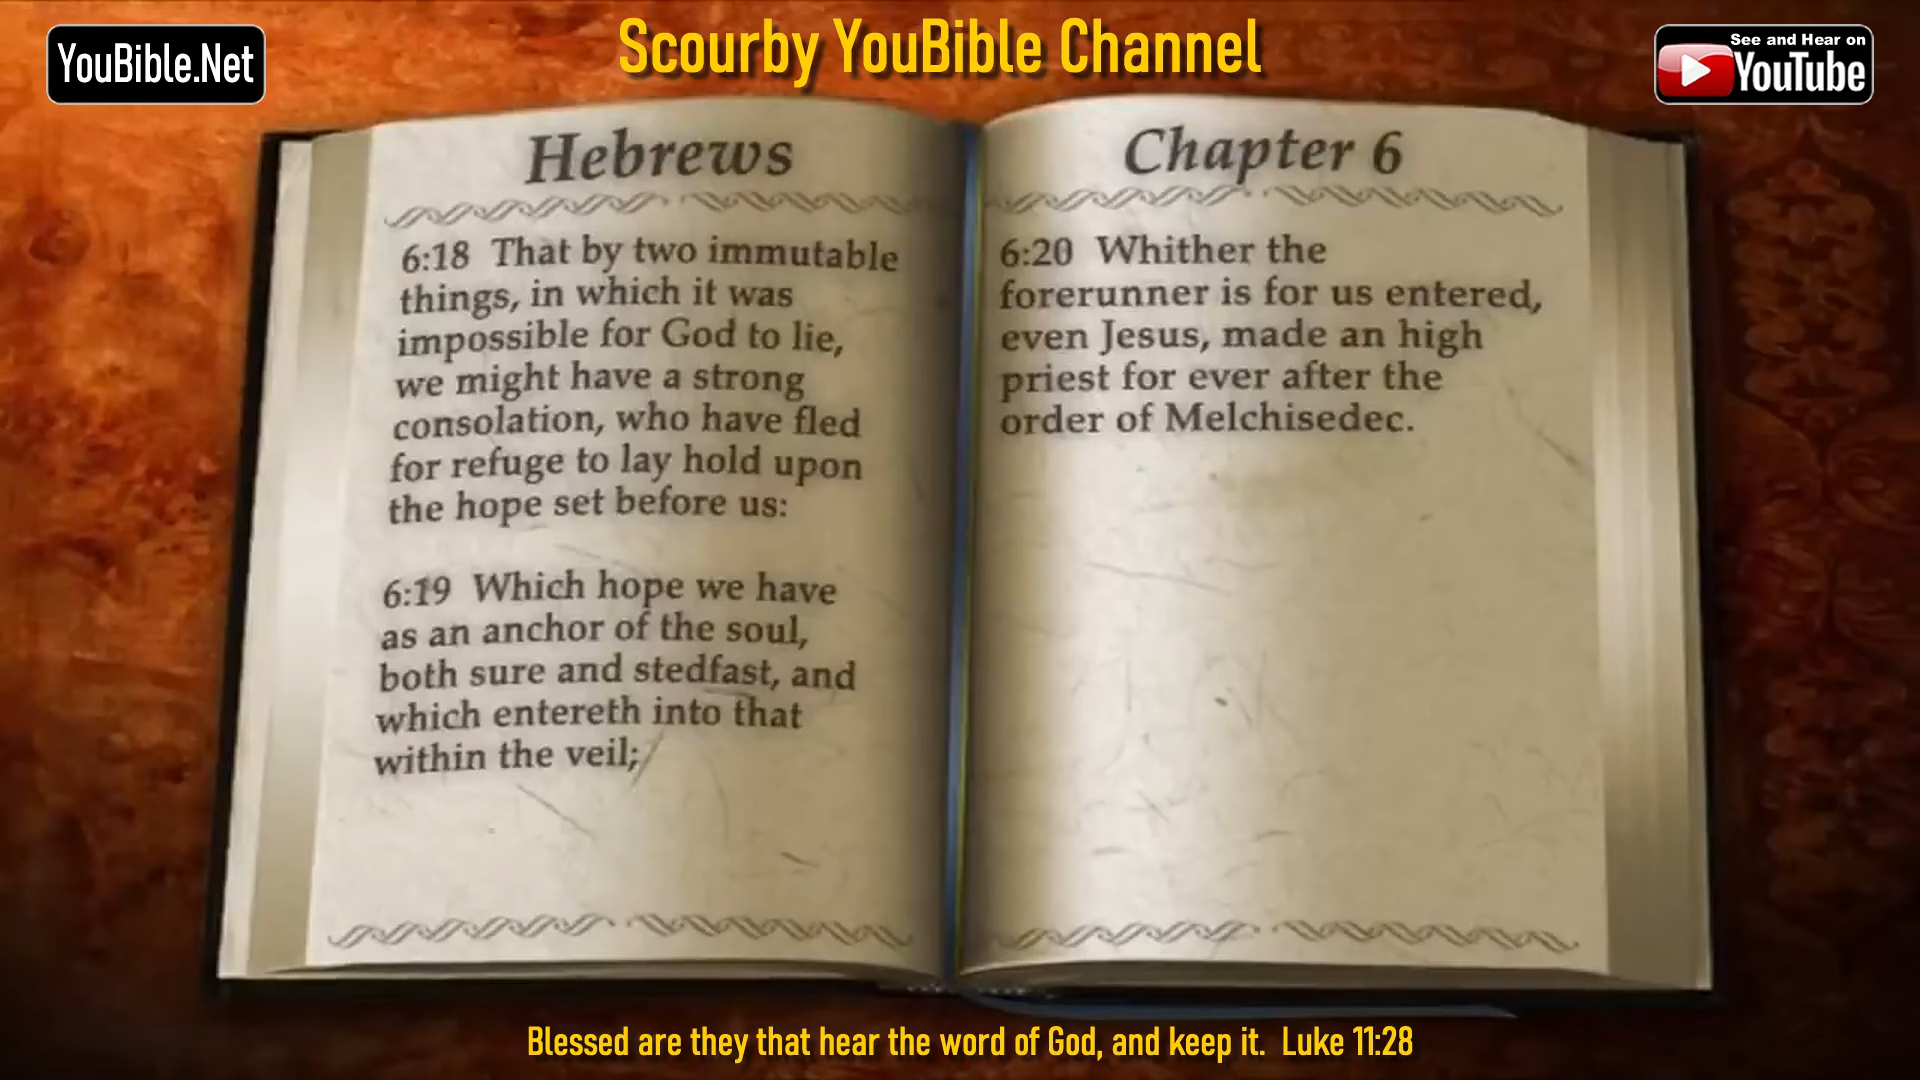 YouBible.Net
Scourby YouBible Channel
See and Hear on
YouTube
Hebrews
6:18 That by two immutable
things, in which it was
impossible for God to lie,
we might have a strong
consolation, who have fled
for refuge to lay hold upon
the hope set before us:
6:19 Which hope we have
as an anchor of the soul,
both sure and stedfast, and
which entereth into that
within the veil;
Chapter 6
6:20 Whither the
forerunner is for us entered,
even Jesus, made an high
priest for ever after the
order of Melchisedec.
Blessed are they that hear the word of God, and keep it. Luke 11:28